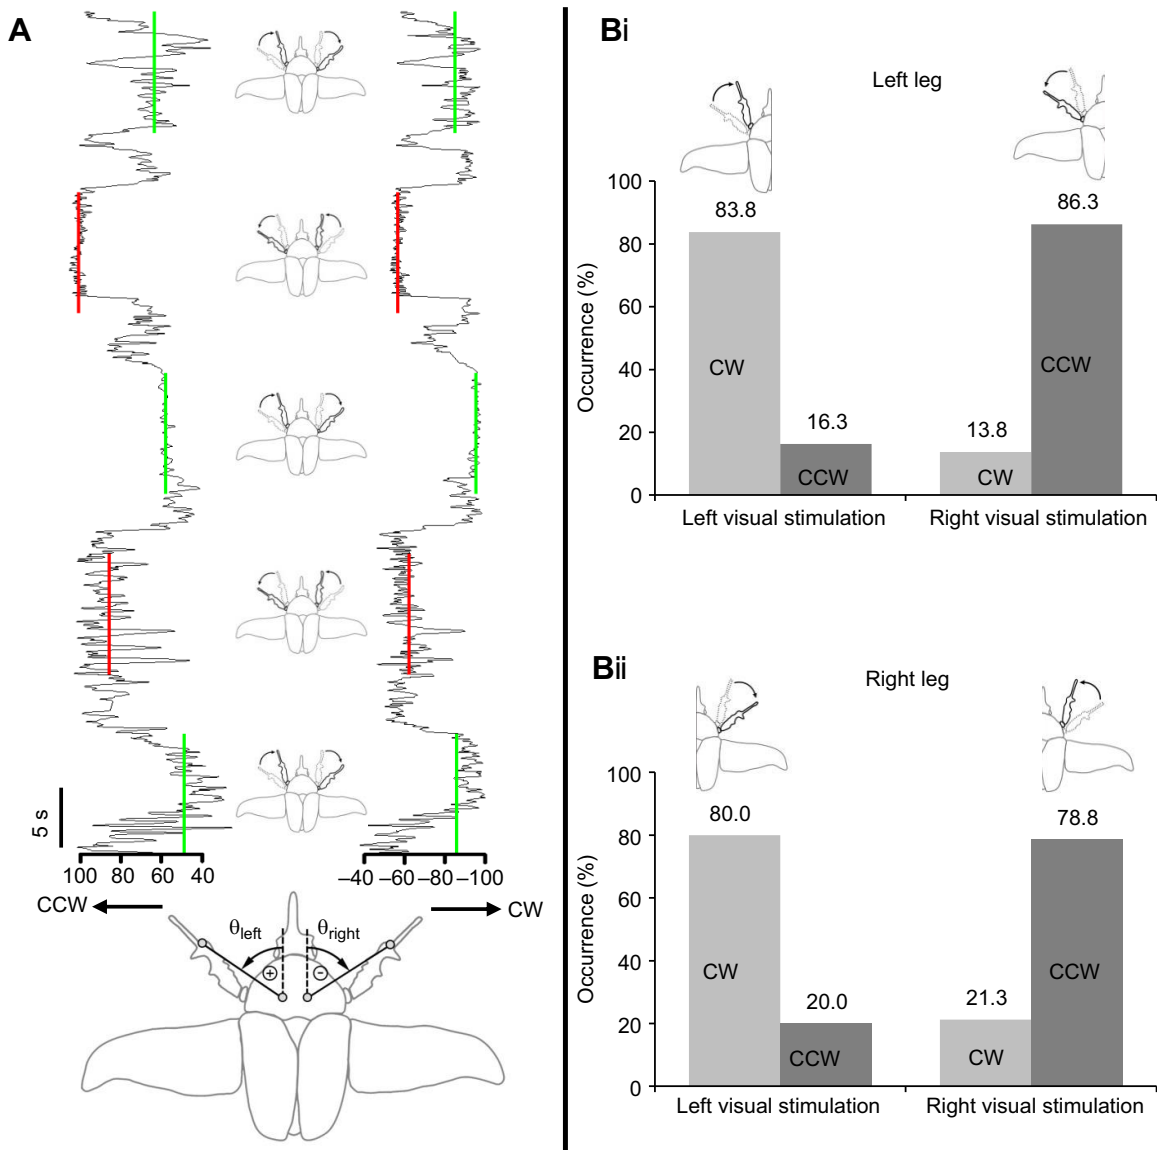 A
5 s
100 80 60 40
–40 –60 –80 –100
CCW
CW
θleft
θright
+
–
Bi
Left leg
Occurrence (%)
100
80
60
40
20
0
83.8
CW
16.3
CCW
13.8
CW
86.3
CCW
Left visual stimulation
Right visual stimulation
Bii
Right leg
Occurrence (%)
100
80
60
40
20
0
80.0
CW
20.0
CCW
21.3
CW
78.8
CCW
Left visual stimulation
Right visual stimulation